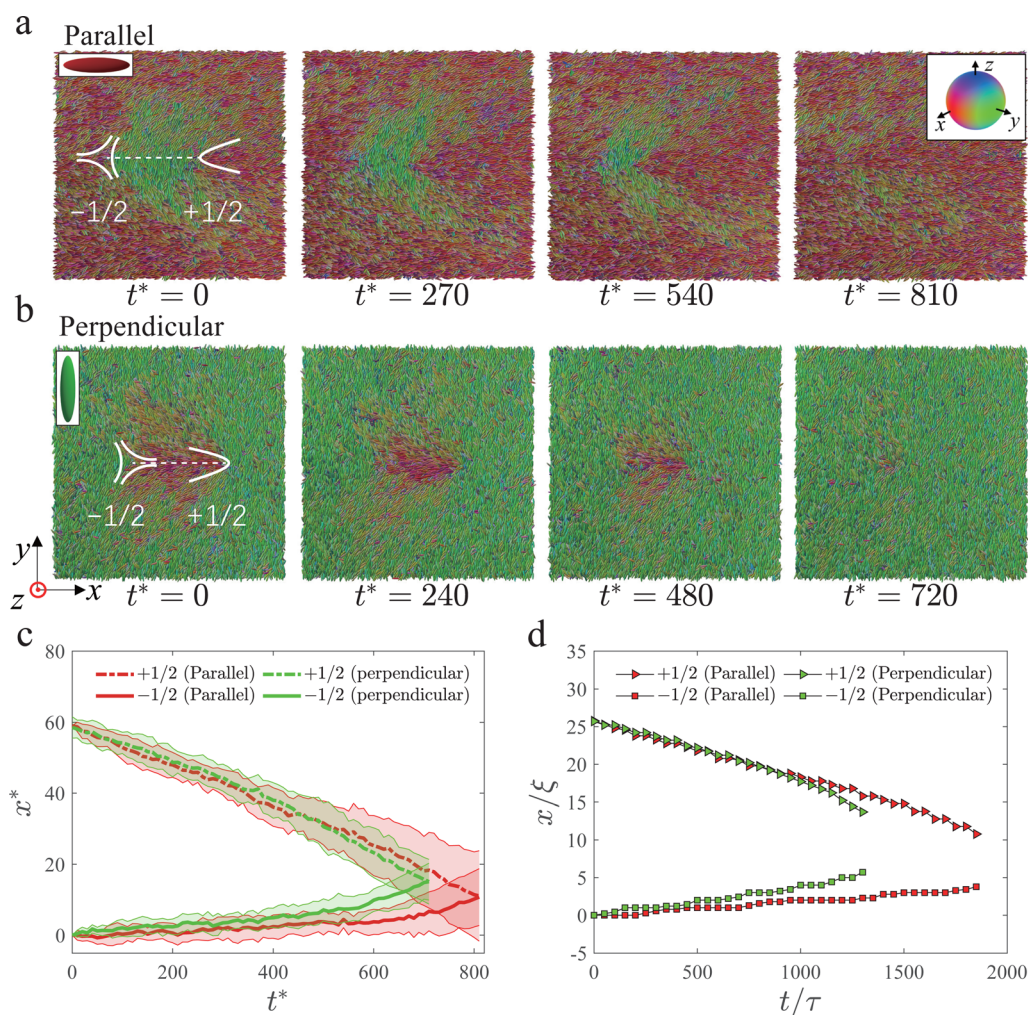 a
Parallel
z
x
y
−1/2
+1/2
t* = 0
t* = 270
t* = 540
t* = 810
b
Perpendicular
−1/2
+1/2
y
z
x
t* = 0
t* = 240
t* = 480
t* = 720
c
80
60
40
20
0
x*
+1/2 (Parallel)
+1/2 (perpendicular)
−1/2 (Parallel)
−1/2 (perpendicular)
0
200
400
600
800
t*
d
35
30
25
20
15
10
5
0
-5
x/ξ
+1/2 (Parallel)
+1/2 (Perpendicular)
−1/2 (Parallel)
−1/2 (Perpendicular)
0
500
1000
1500
2000
t/τ